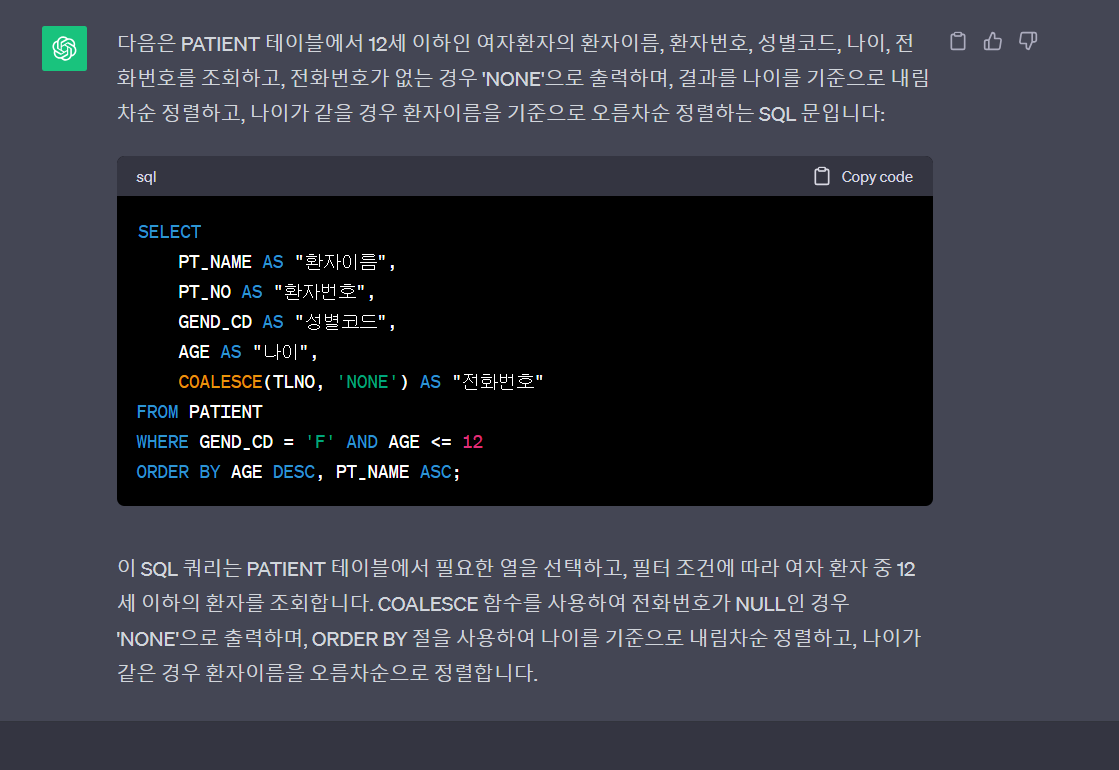 다음은 PATIENT 테이블에서 12세 이하인 여자환자의 환자이름, 환자번호, 성별코드, 나이, 전
화번호를 조회하고, 전화번호가 없는 경우 'NONE'으로 출력하며, 결과를 나이를 기준으로 내림
차순 정렬하고, 나이가 같을 경우 환자이름을 기준으로 오름차순 정렬하는 SQL 문입니다:
sql
Copy code
SELECT
    PT_NAME AS "환자이름",
    PT_NO AS "환자번호",
    GEND_CD AS "성별코드",
    AGE AS "나이",
    COALESCE(TLNO, 'NONE') AS "전화번호"
FROM PATIENT
WHERE GEND_CD = 'F' AND AGE <= 12
ORDER BY AGE DESC, PT_NAME ASC;
이 SQL 쿼리는 PATIENT 테이블에서 필요한 열을 선택하고, 필터 조건에 따라 여자 환자 중 12
세 이하의 환자를 조회합니다. COALESCE 함수를 사용하여 전화번호가 NULL인 경우
'NONE'으로 출력하며, ORDER BY 절을 사용하여 나이를 기준으로 내림차순 정렬하고, 나이가
같은 경우 환자이름을 오름차순으로 정렬합니다.